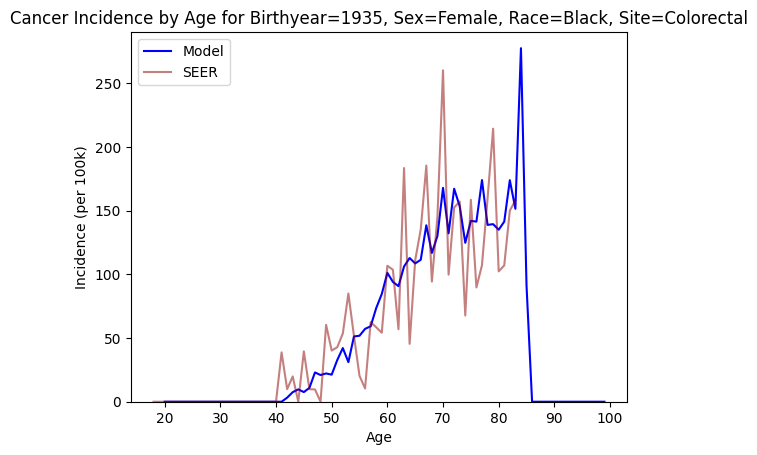 Cancer Incidence by Age for Birthyear=1935, Sex=Female, Race=Black, Site=Colorectal
Model
SEER
Incidence (per 100k)
250
200
150
100
50
0
20 30 40 50 60 70 80 90 100
Age